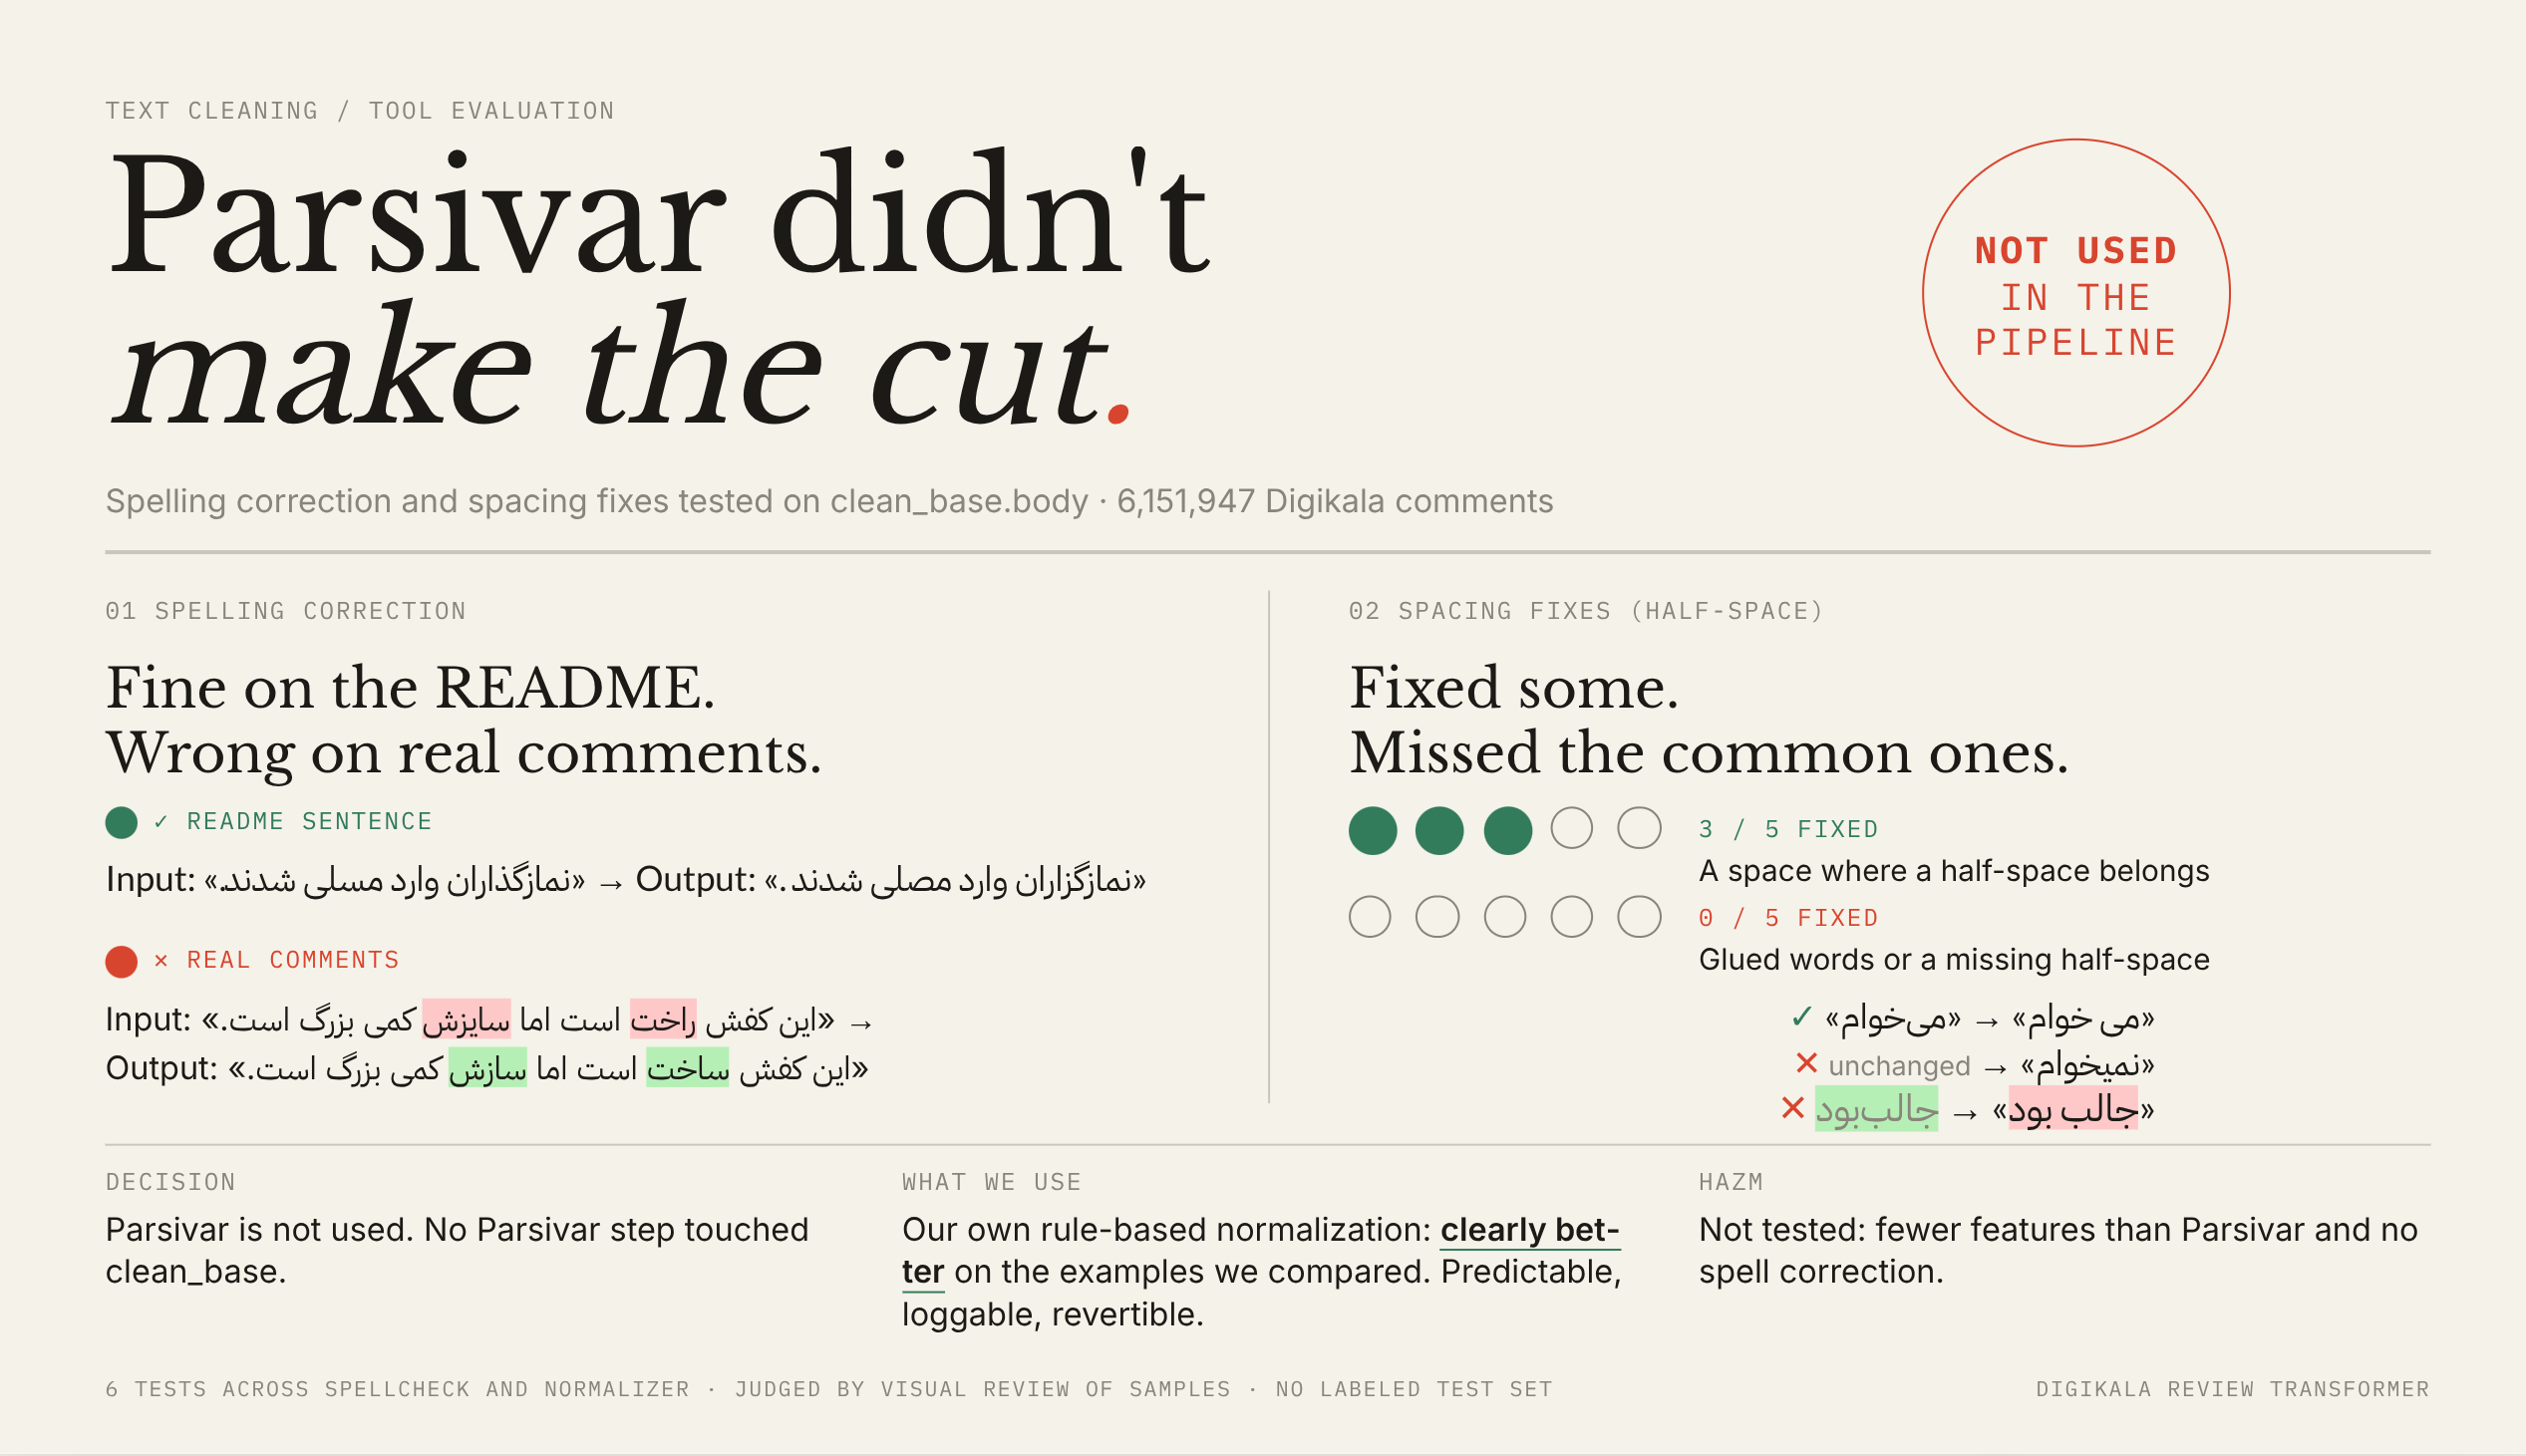 TEXT CLEANING / TOOL EVALUATION
Parsivar didn't
make the cut.
NOT USED
IN THE
PIPELINE
Spelling correction and spacing fixes tested on clean_base.body · 6,151,947 Digikala comments
01 SPELLING CORRECTION
Fine on the README.
Wrong on real comments.
✓ README SENTENCE
Input: «نمازگذاران وارد مسلی شدند.» → Output: «نمازگزاران وارد مصلی شدند.»
× REAL COMMENTS
Input: «این کفش راخت است اما سایزش کمی بزرگ است.» →
Output: «این کفش ساخت است اما سازش کمی بزرگ است.»
02 SPACING FIXES (HALF-SPACE)
Fixed some.
Missed the common ones.
3 / 5 FIXED
A space where a half-space belongs
0 / 5 FIXED
Glued words or a missing half-space
✓ «می‌خوام» → «می خوام»
✕ unchanged → «نمیخوام»
✕ جالب‌بود → «جالب بود»
DECISION
Parsivar is not used. No Parsivar step touched
clean_base.
WHAT WE USE
Our own rule-based normalization: clearly bet-
ter on the examples we compared. Predictable,
loggable, revertible.
HAZM
Not tested: fewer features than Parsivar and no
spell correction.
6 TESTS ACROSS SPELLCHECK AND NORMALIZER · JUDGED BY VISUAL REVIEW OF SAMPLES · NO LABELED TEST SET
DIGIKALA REVIEW TRANSFORMER